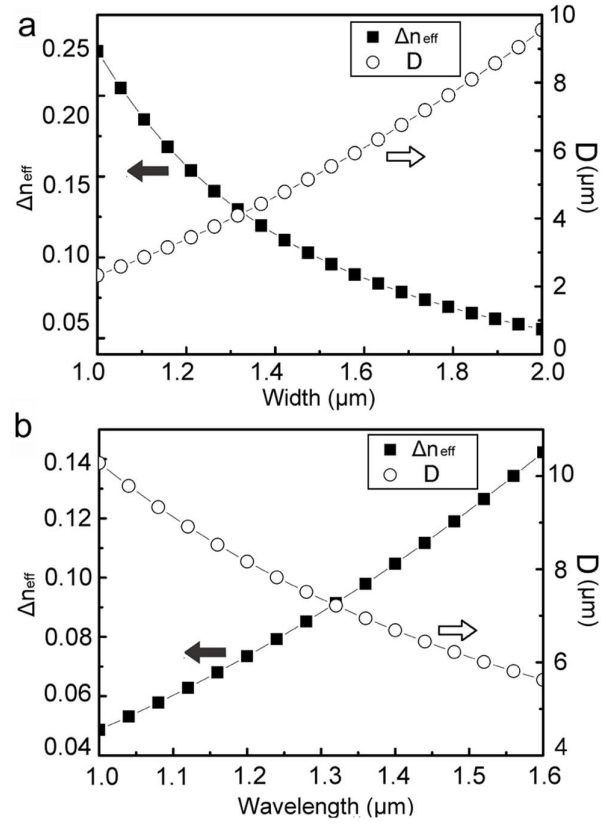 a
Δneff
D
0.25
0.20
0.15
0.10
0.05
Δneff
10
8
6
4
2
0
D (μm)
1.0 1.2 1.4 1.6 1.8 2.0
Width (μm)
b
Δneff
D
0.14
0.12
0.10
0.08
0.06
0.04
Δneff
10
8
6
4
D (μm)
1.0 1.1 1.2 1.3 1.4 1.5 1.6
Wavelength (μm)